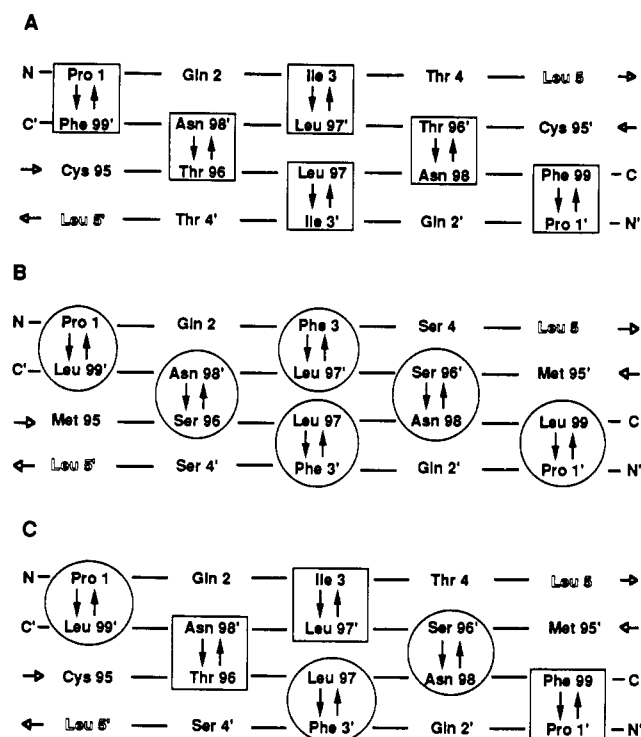 A
N Pro 1 Gln 2 Ile 3 Thr 4 Leu 5
C' Phe 99' Asn 98' Leu 97' Thr 96' Cys 95'
Cys 95 Thr 96 Leu 97 Asn 98 Phe 99 C
Leu 5' Thr 4' Ile 3' Gln 2' Pro 1' N'
B
N Pro 1 Gln 2 Phe 3 Ser 4 Leu 5
C' Leu 99' Asn 98' Leu 97' Ser 96' Met 95'
Met 95 Ser 96 Leu 97 Asn 98 Leu 99 C
Leu 5' Ser 4' Phe 3' Gln 2' Pro 1' N'
C
N Pro 1 Gln 2 Ile 3 Thr 4 Leu 5
C' Leu 99' Asn 98' Leu 97' Ser 96' Met 95'
Cys 95 Thr 96 Leu 97 Asn 98 Phe 99 C
Leu 5' Ser 4' Phe 3' Gln 2' Pro 1' N'